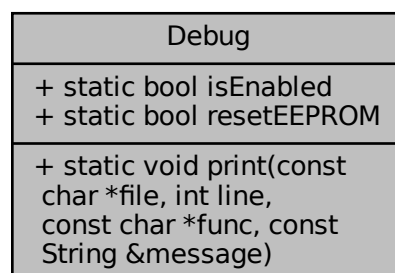 Debug
+ static bool isEnabled
+ static bool resetEEPROM
+ static void print(const
char *file, int line,
const char *func, const
String &message)